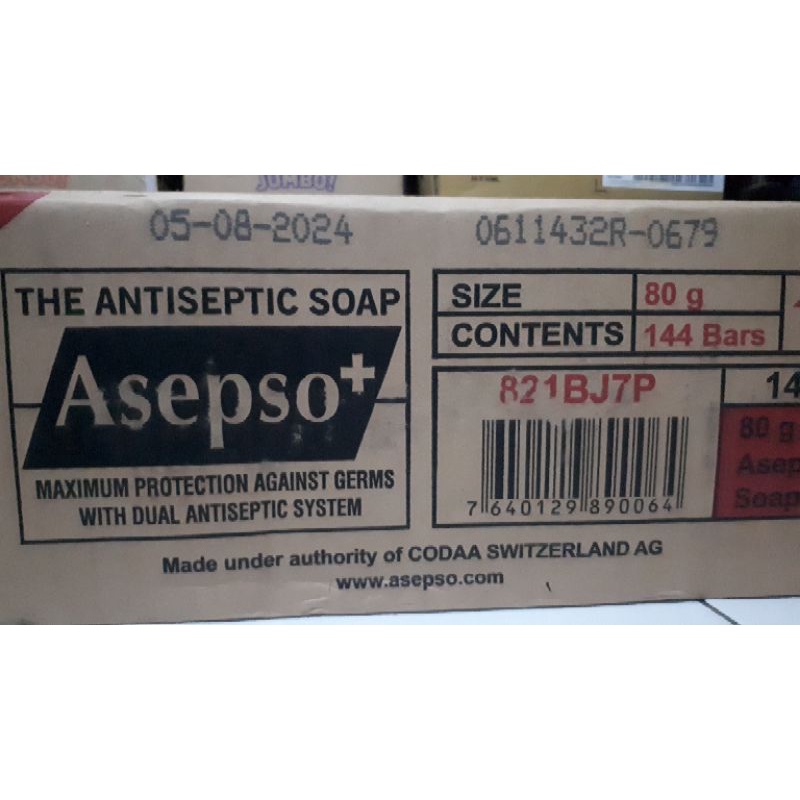 JUMBO!
05-08-2024
0611432R-0679
THE ANTISEPTIC SOAP
Asepso+
MAXIMUM PROTECTION AGAINST GERMS
WITH DUAL ANTISEPTIC SYSTEM
SIZE 80 g
CONTENTS 144 Bars
821BJ7P
7 640129 890064
14
80 g
Asep
Soap
Made under authority of CODAA SWITZERLAND AG
www.asepso.com